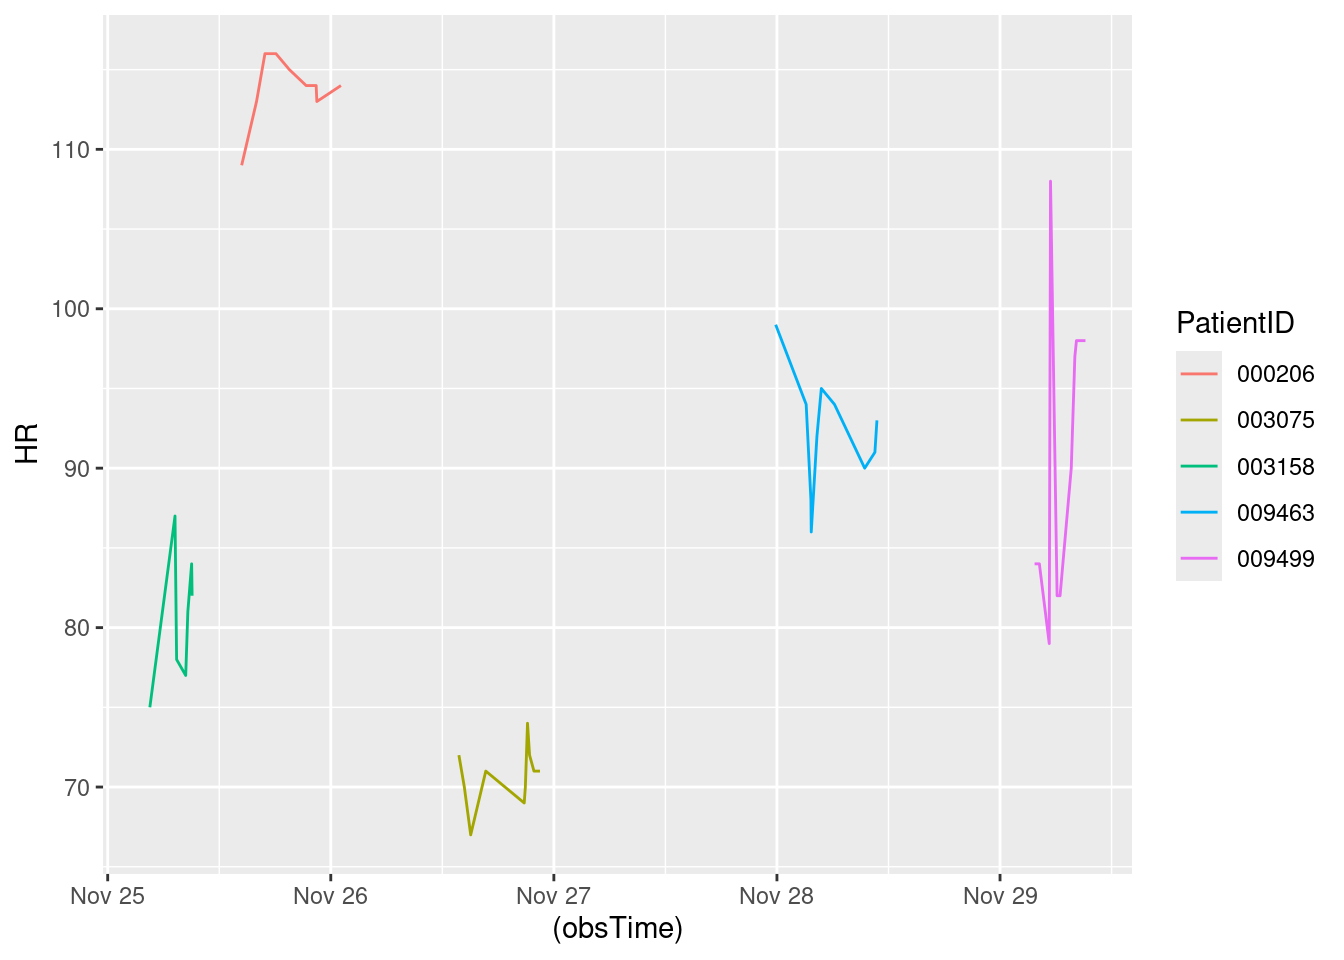 110
100
90
80
70
HR
Nov 25
Nov 26
Nov 27
Nov 28
Nov 29
(obsTime)
PatientID
000206
003075
003158
009463
009499